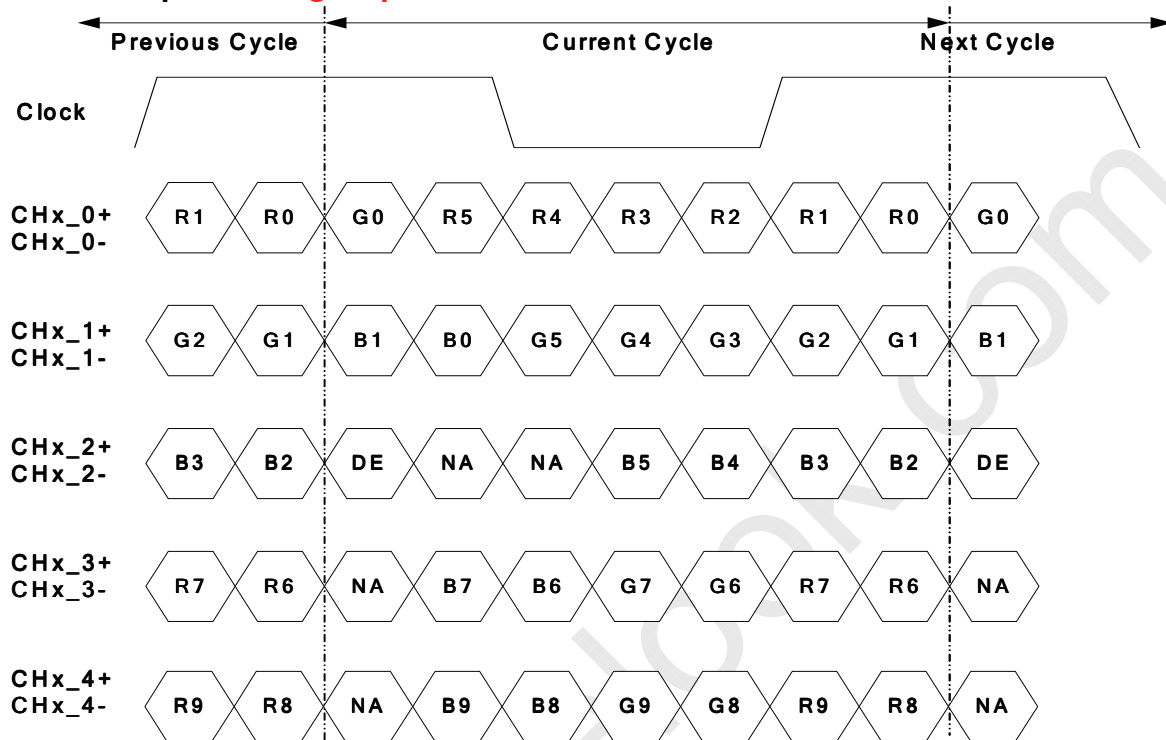 Previous Cycle Current Cycle Next Cycle
Clock
CHx_0+ R1 R0 G0 R5 R4 R3 R2 R1 R0 G0
CHx_0-
CHx_1+ G2 G1 B1 B0 G5 G4 G3 G2 G1 B1
CHx_1-
CHx_2+ B3 B2 DE NA NA B5 B4 B3 B2 DE
CHx_2-
CHx_3+ R7 R6 NA B7 B6 G7 G6 R7 R6 NA
CHx_3-
CHx_4+ R9 R8 NA B9 B8 G9 G8 R9 R8 NA
CHx_4-